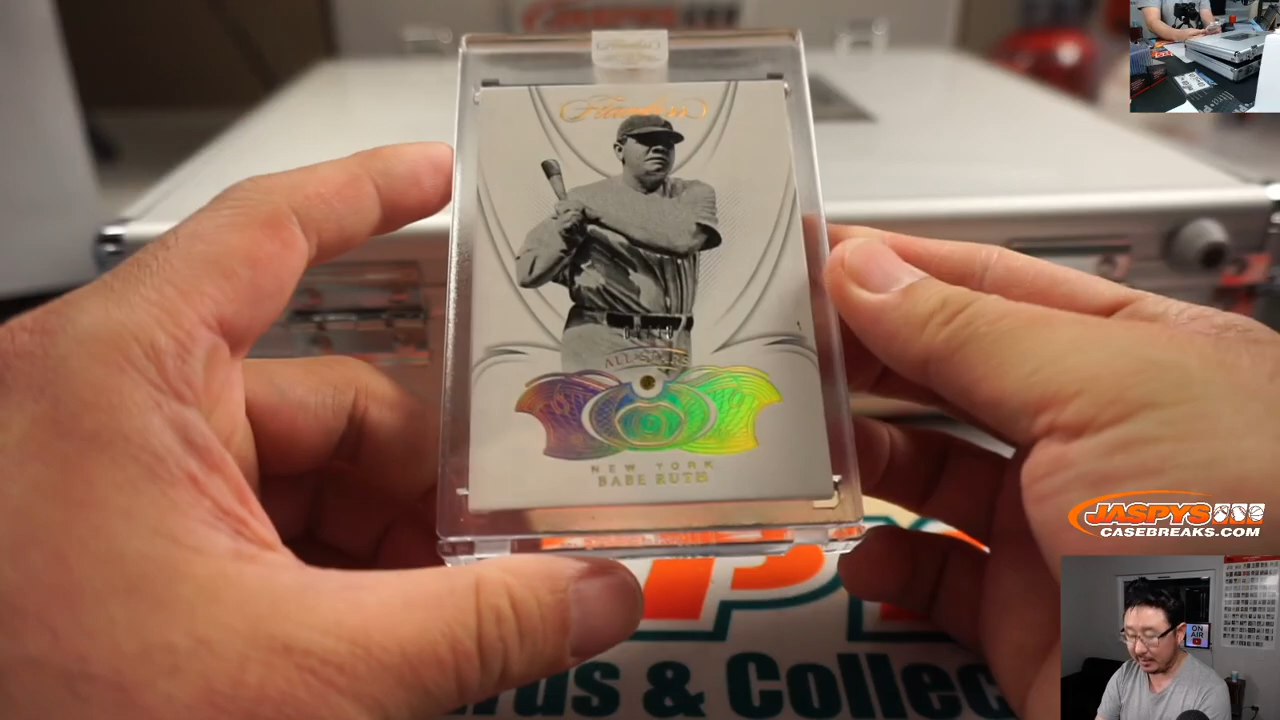 Flawless
ALL-STARS
NEW YORK
BABE RUTH
JASPYS
CASEBREAKS.COM
ON
AIR
rds & Collec